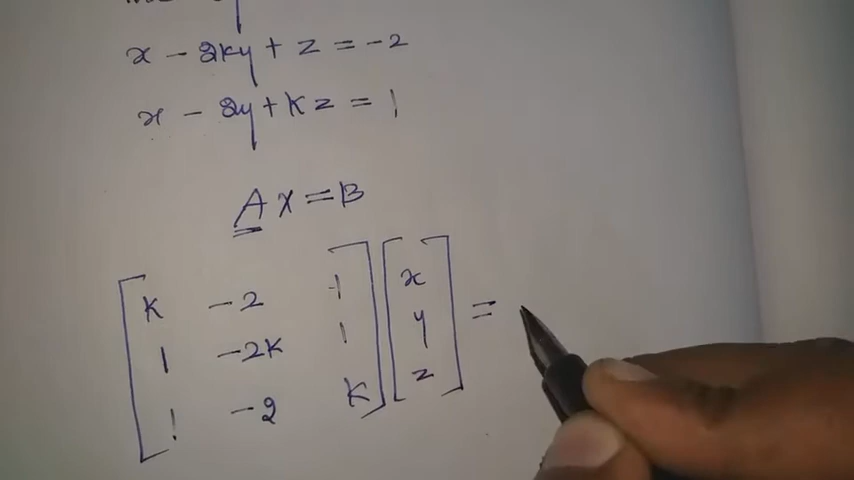 x - 2ky + z = -2
x - 2y + kz = 1
AX = B
[ k -2 1 ] [ x ] =
[ 1 -2k 1 ] [ y ]
[ 1 -2 k ] [ z ]